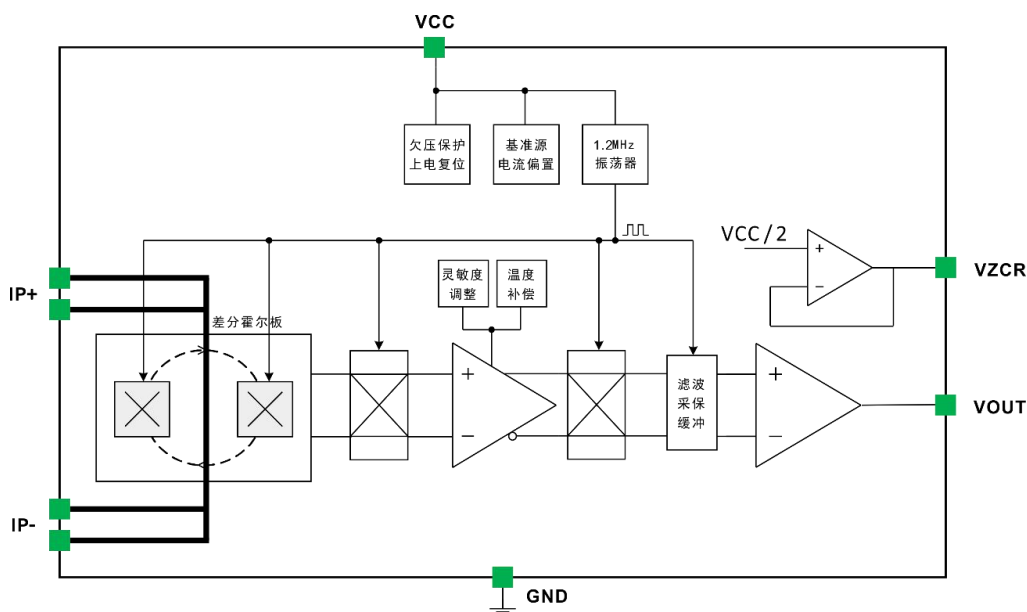 VCC
欠压保护
上电复位
基准源
电流偏置
1.2MHz
振荡器
VCC/2
+
−
VZCR
灵敏度
调整
温度
补偿
IP+
差分霍尔板
+
−
滤波
采保
缓冲
+
−
VOUT
IP-
GND